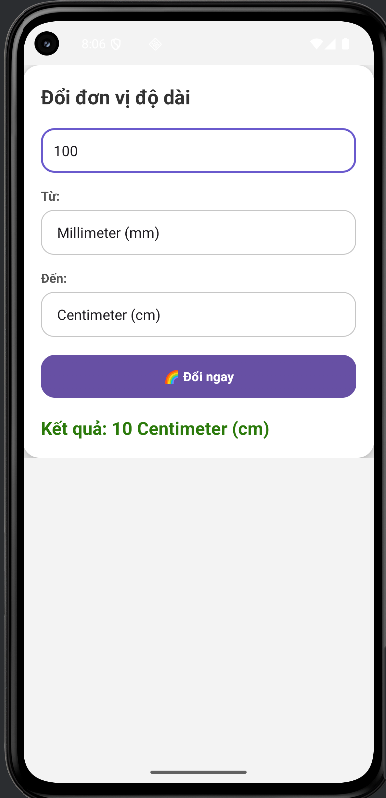 8:06
Đổi đơn vị độ dài
100
Từ:
Millimeter (mm)
Đến:
Centimeter (cm)
🌈 Đổi ngay
Kết quả: 10 Centimeter (cm)